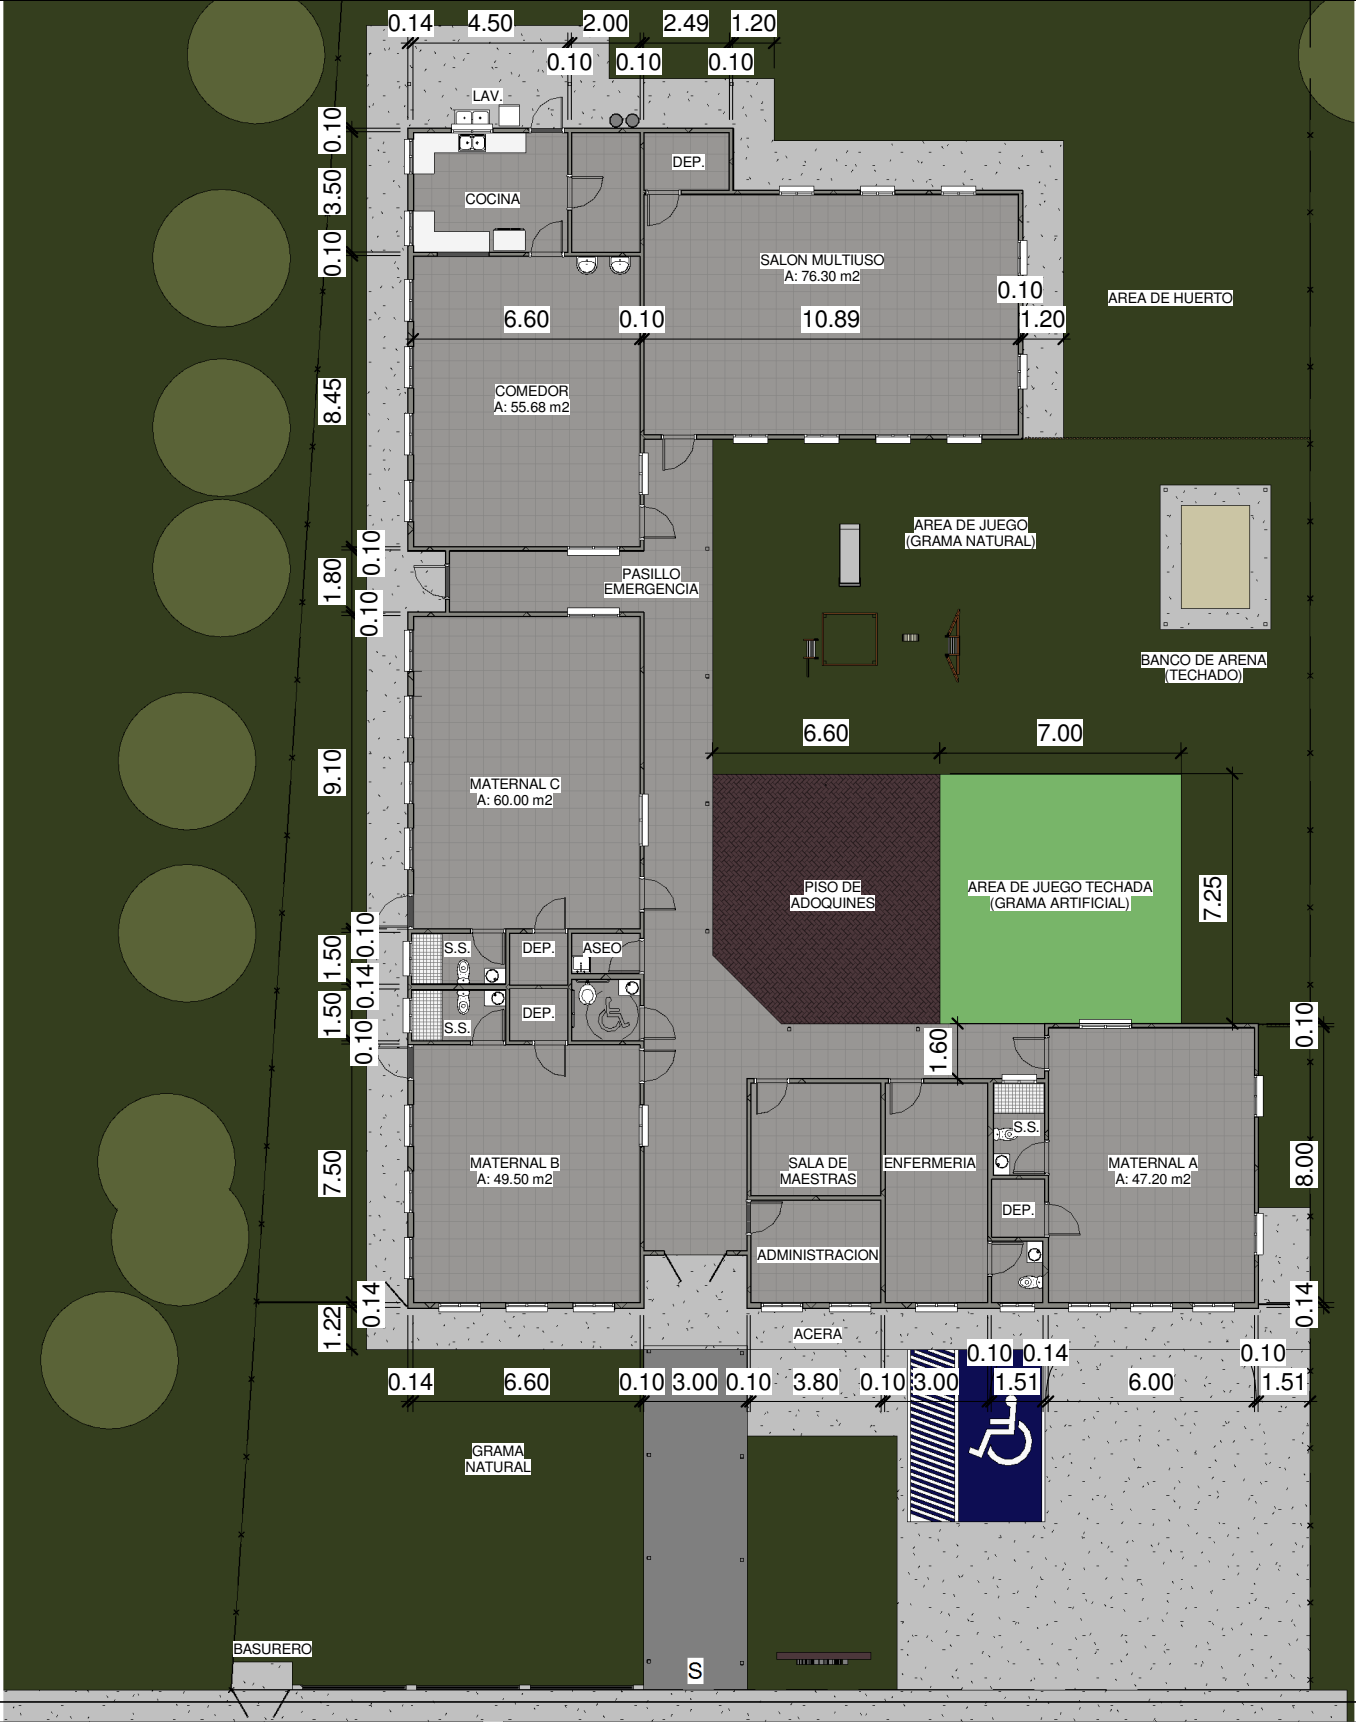 0.14 4.50 2.00 2.49 1.20
0.10 0.10 0.10
LAV.
0.10
DEP.
3.50
COCINA
0.10
SALON MULTIUSO
A: 76.30 m2
0.10
AREA DE HUERTO
6.60 0.10 10.89 1.20
8.45
COMEDOR
A: 55.68 m2
AREA DE JUEGO
(GRAMA NATURAL)
0.10
1.80
PASILLO
EMERGENCIA
0.10
BANCO DE ARENA
(TECHADO)
6.60 7.00
9.10
MATERNAL C
A: 60.00 m2
PISO DE
ADOQUINES
AREA DE JUEGO TECHADA
(GRAMA ARTIFICIAL)
7.25
0.10
1.50
S.S. DEP. ASEO
0.14
1.50
DEP.
S.S.
0.10
0.10
1.60
S.S.
7.50
MATERNAL B
A: 49.50 m2
SALA DE
MAESTRAS
ENFERMERIA
MATERNAL A
A: 47.20 m2
8.00
DEP.
ADMINISTRACION
0.14
0.14
1.22
ACERA
0.10 0.14 0.10
0.14 6.60 0.10 3.00 0.10 3.80 0.10 3.00 1.51 6.00 1.51
GRAMA
NATURAL
BASURERO
S